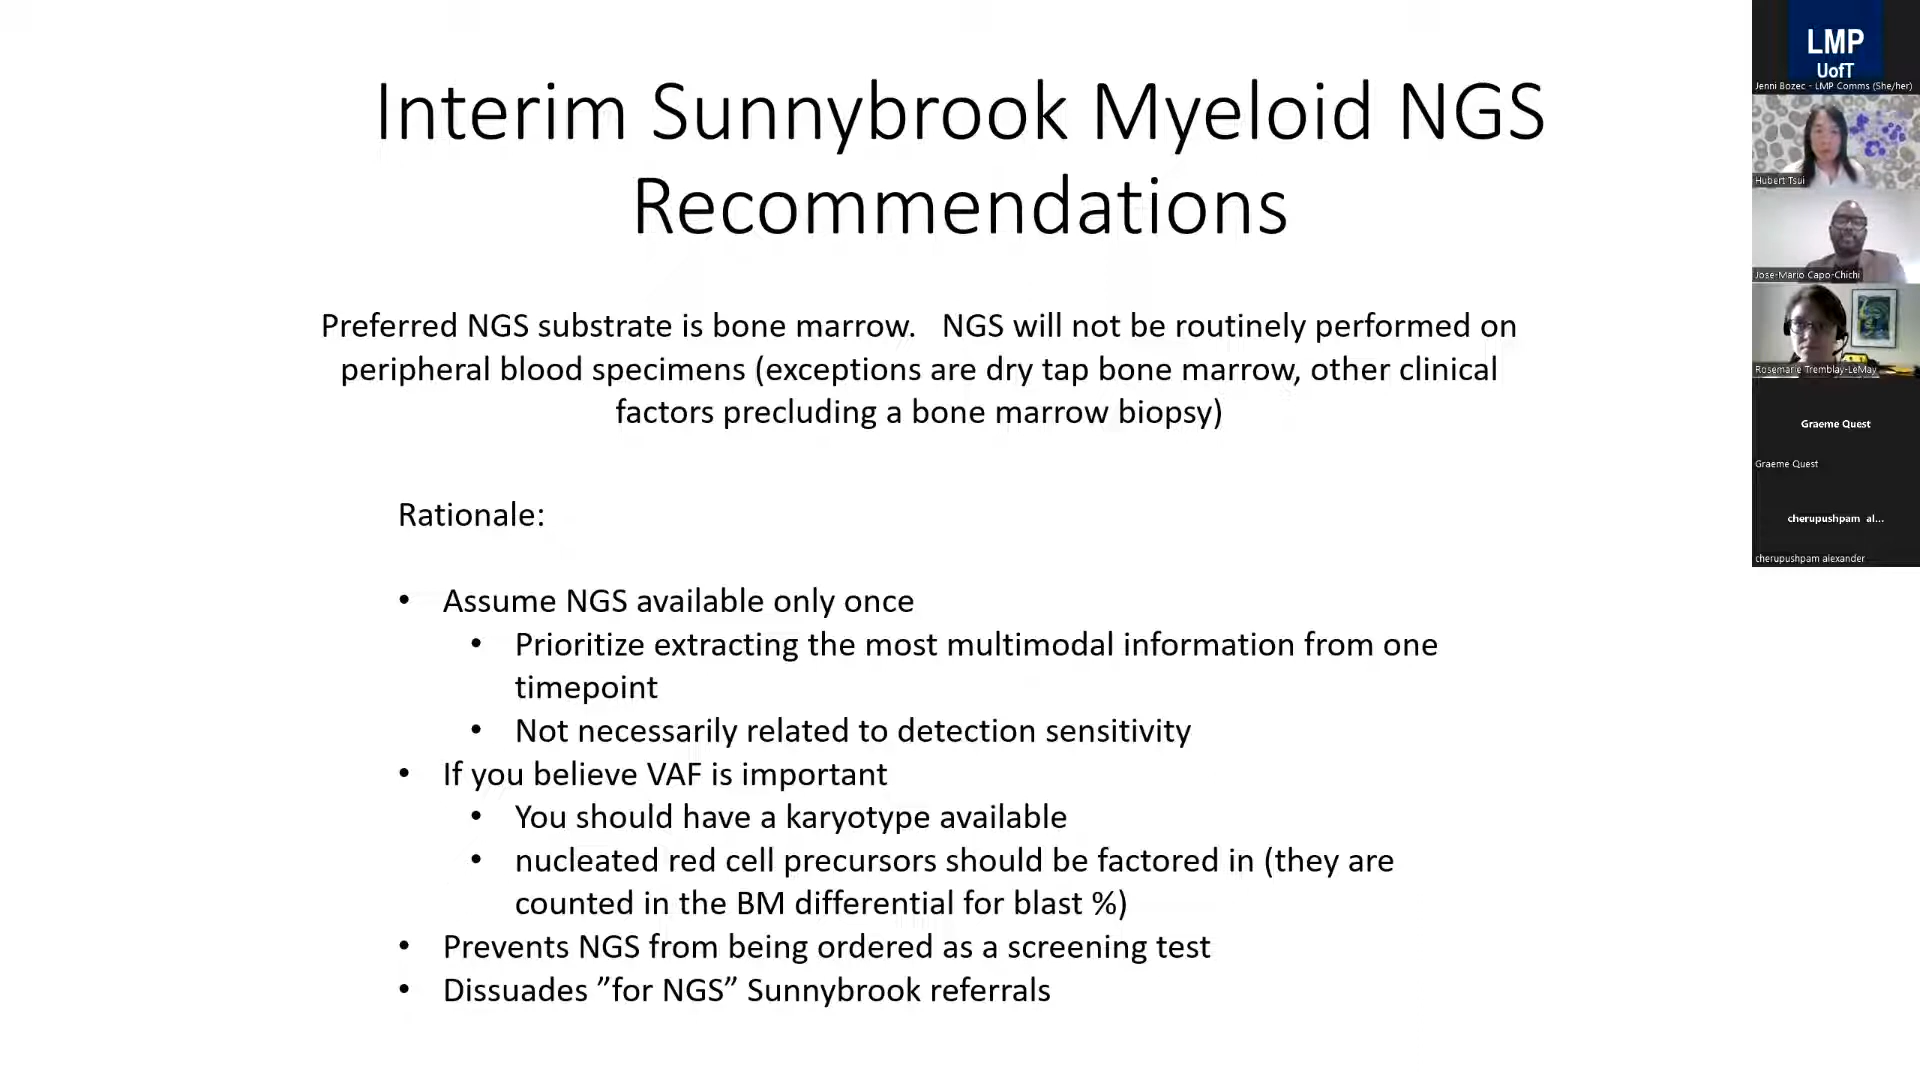 Interim Sunnybrook Myeloid NGS
Recommendations
Preferred NGS substrate is bone marrow.   NGS will not be routinely performed on
peripheral blood specimens (exceptions are dry tap bone marrow, other clinical
factors precluding a bone marrow biopsy)
Rationale:
• Assume NGS available only once
• Prioritize extracting the most multimodal information from one
timepoint
• Not necessarily related to detection sensitivity
• If you believe VAF is important
• You should have a karyotype available
• nucleated red cell precursors should be factored in (they are
counted in the BM differential for blast %)
• Prevents NGS from being ordered as a screening test
• Dissuades ”for NGS” Sunnybrook referrals
LMP
UofT
Jenni Bozec - LMP Comms (She/her)
Hubert Tsui
Jose-Mario Capo-Chichi
Rosemarie Tremblay-LeMay
Graeme Quest
Graeme Quest
cherupushpam al...
cherupushpam alexander